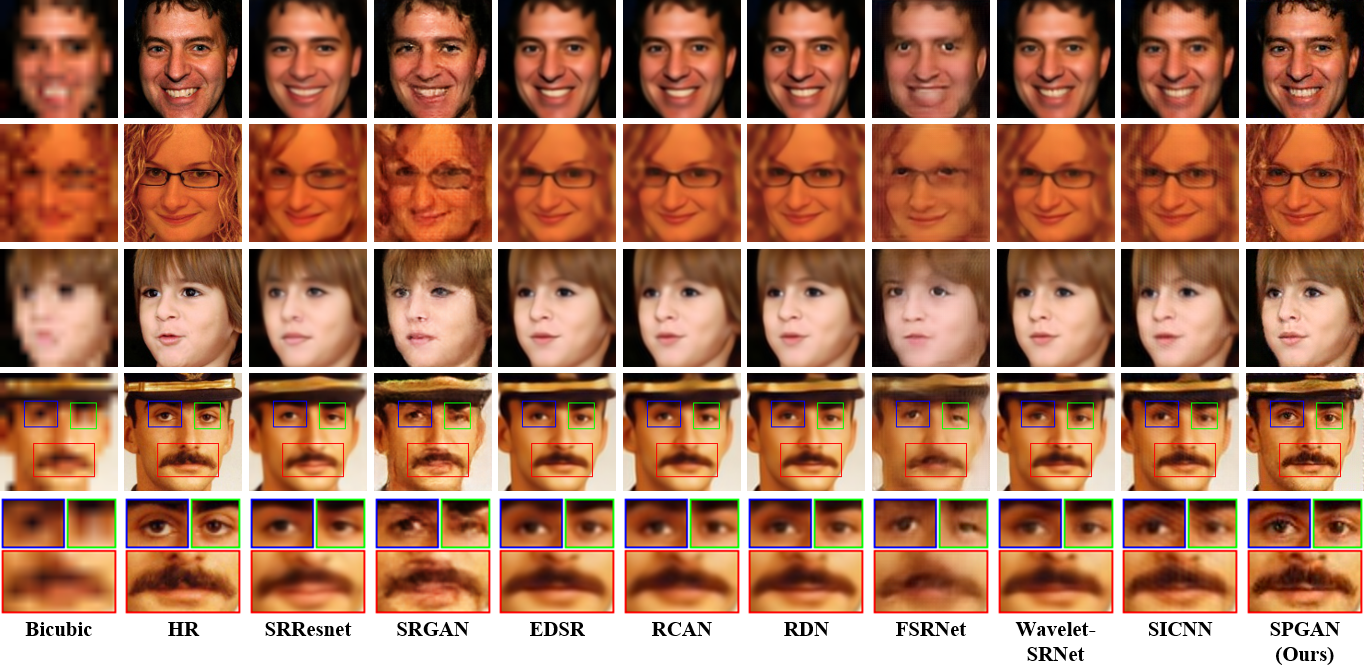 Bicubic HR SRResnet SRGAN EDSR RCAN RDN FSRNet Wavelet- SICNN SPGAN
SRNet (Ours)